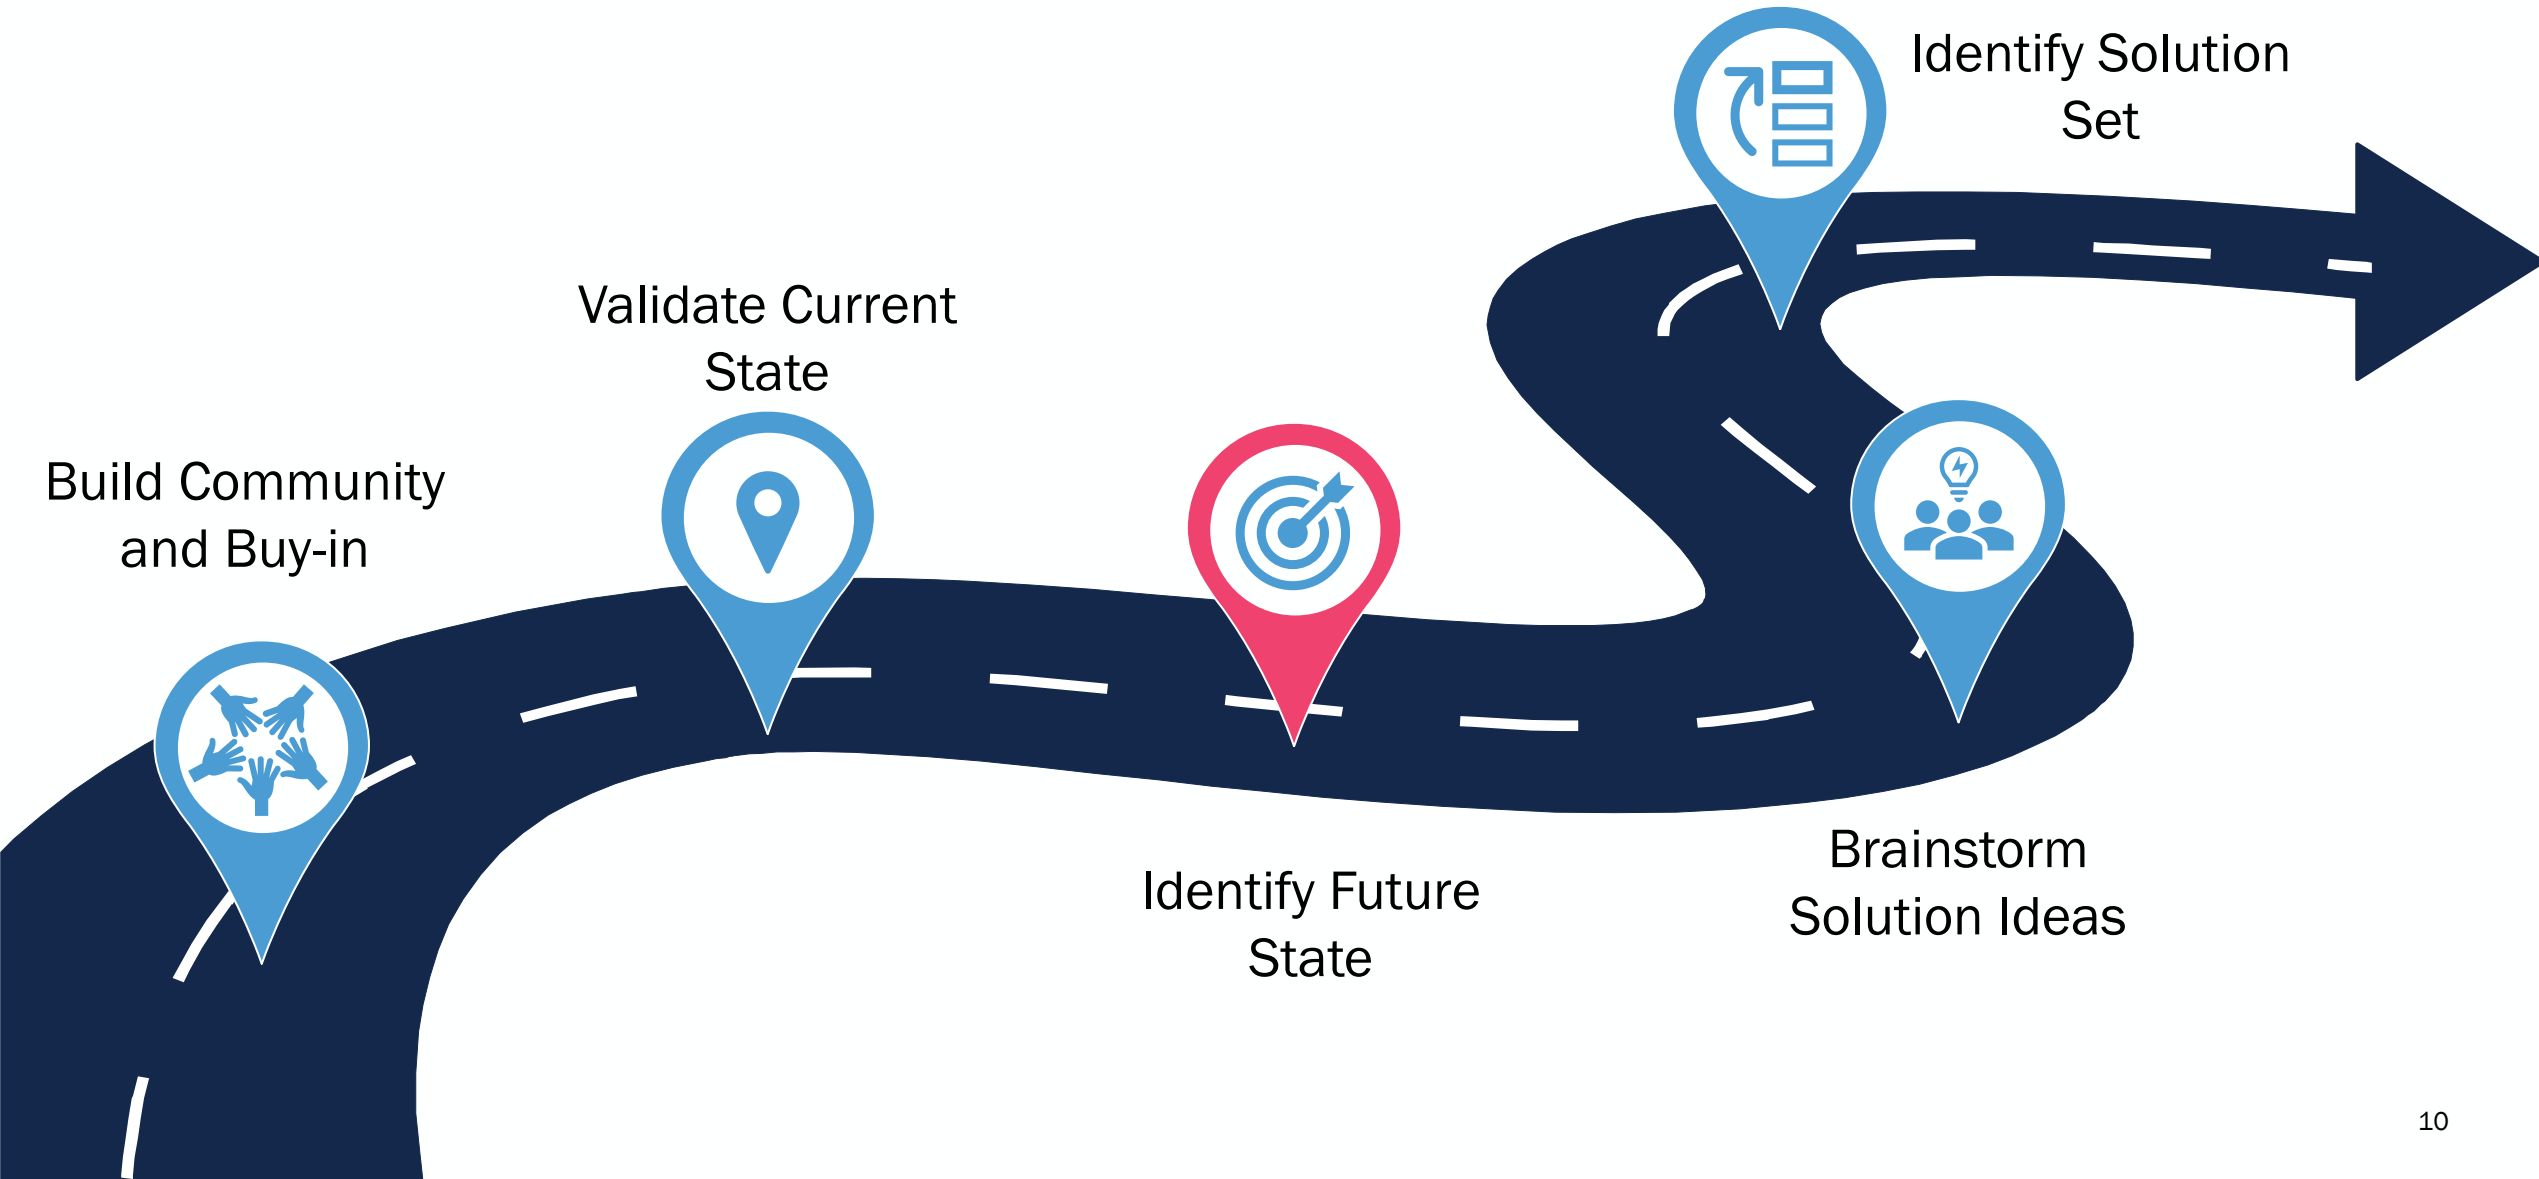 Build Community
and Buy-in
Validate Current
State
Identify Future
State
Brainstorm
Solution Ideas
Identify Solution
Set
10